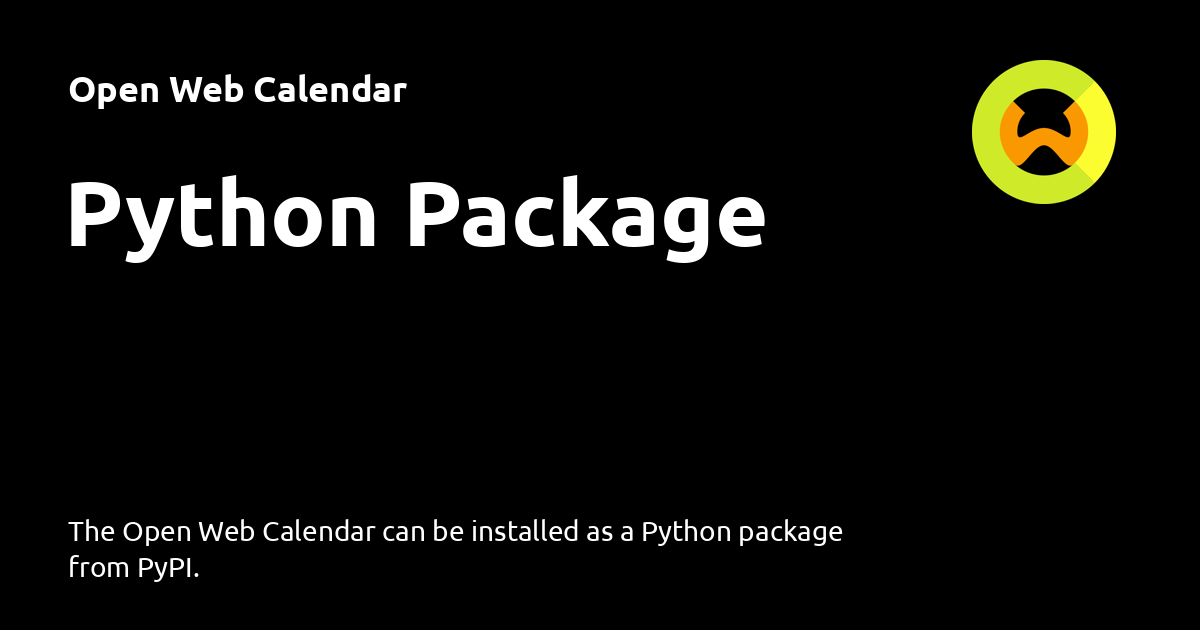 Open Web Calendar
Python Package
The Open Web Calendar can be installed as a Python package
from PyPI.